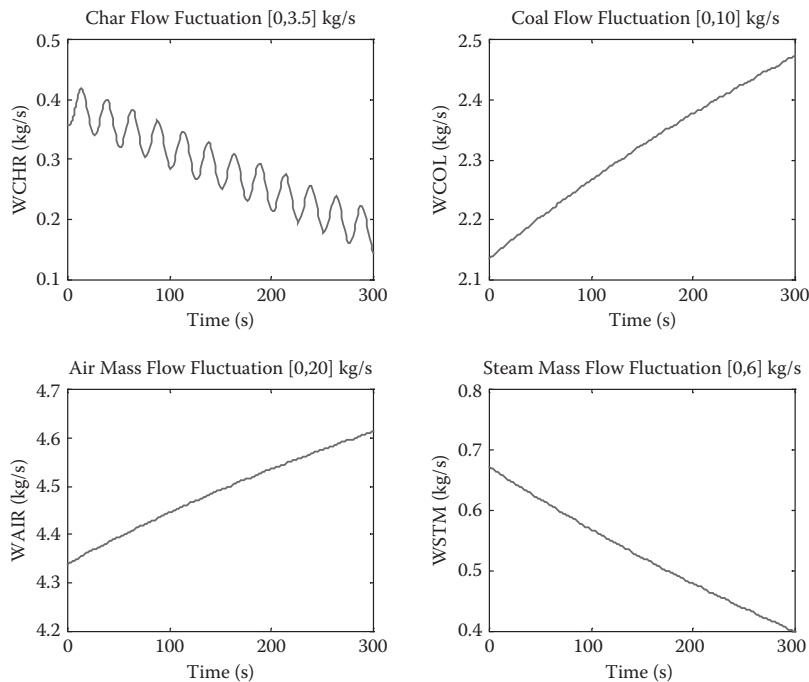 Char Flow Fuctuation [0,3.5] kg/s
0.5
0.4
0.3
0.2
0.1
WCHR (kg/s)
0 100 200 300
Time (s)
Coal Flow Fluctuation [0,10] kg/s
2.5
2.4
2.3
2.2
2.1
WCOL (kg/s)
0 100 200 300
Time (s)
Air Mass Flow Fluctuation [0,20] kg/s
4.7
4.6
4.5
4.4
4.3
4.2
WAIR (kg/s)
0 100 200 300
Time (s)
Steam Mass Flow Fluctuation [0,6] kg/s
0.8
0.7
0.6
0.5
0.4
WSTM (kg/s)
0 100 200 300
Time (s)